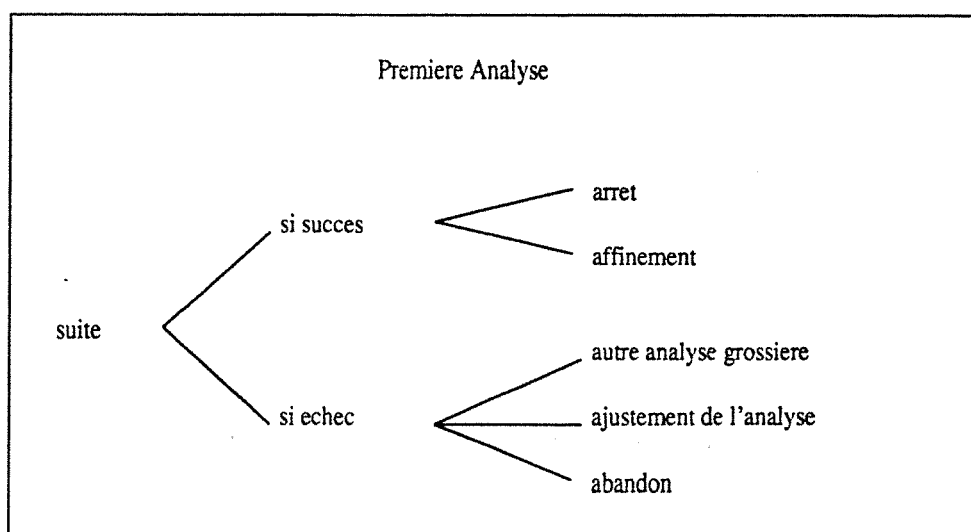 Premiere Analyse
arret
si succes
affinement
suite
autre analyse grossiere
si echec
ajustement de l'analyse
abandon